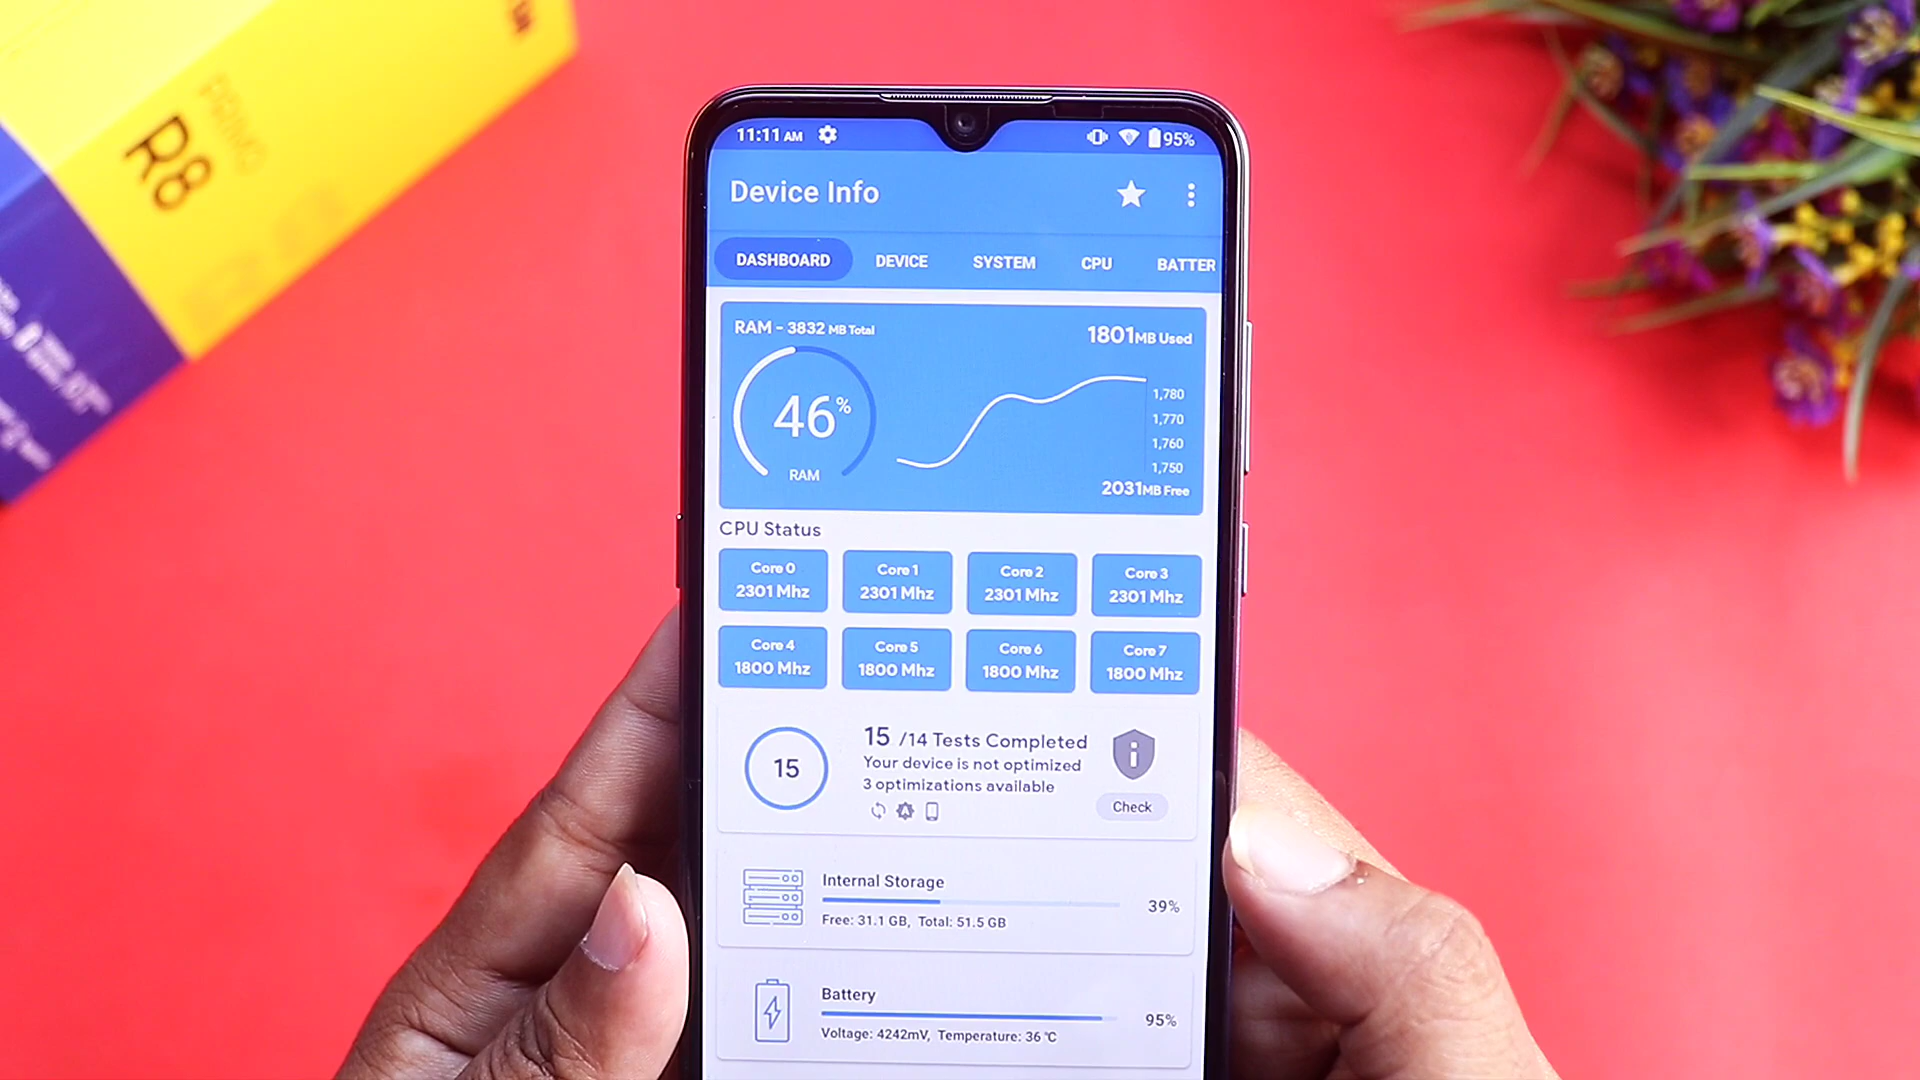 PRIMO
R8
11:11 AM
95%
Device Info
DASHBOARD DEVICE SYSTEM CPU BATTER
RAM - 3832 MB Total
1801MB Used
46%
RAM
1,780
1,770
1,760
1,750
2031MB Free
CPU Status
Core 0 Core 1 Core 2 Core 3
2301 Mhz 2301 Mhz 2301 Mhz 2301 Mhz
Core 4 Core 5 Core 6 Core 7
1800 Mhz 1800 Mhz 1800 Mhz 1800 Mhz
15
15 /14 Tests Completed
Your device is not optimized
3 optimizations available
Check
Internal Storage
39%
Free: 31.1 GB, Total: 51.5 GB
Battery
95%
Voltage: 4242mV, Temperature: 36 ℃